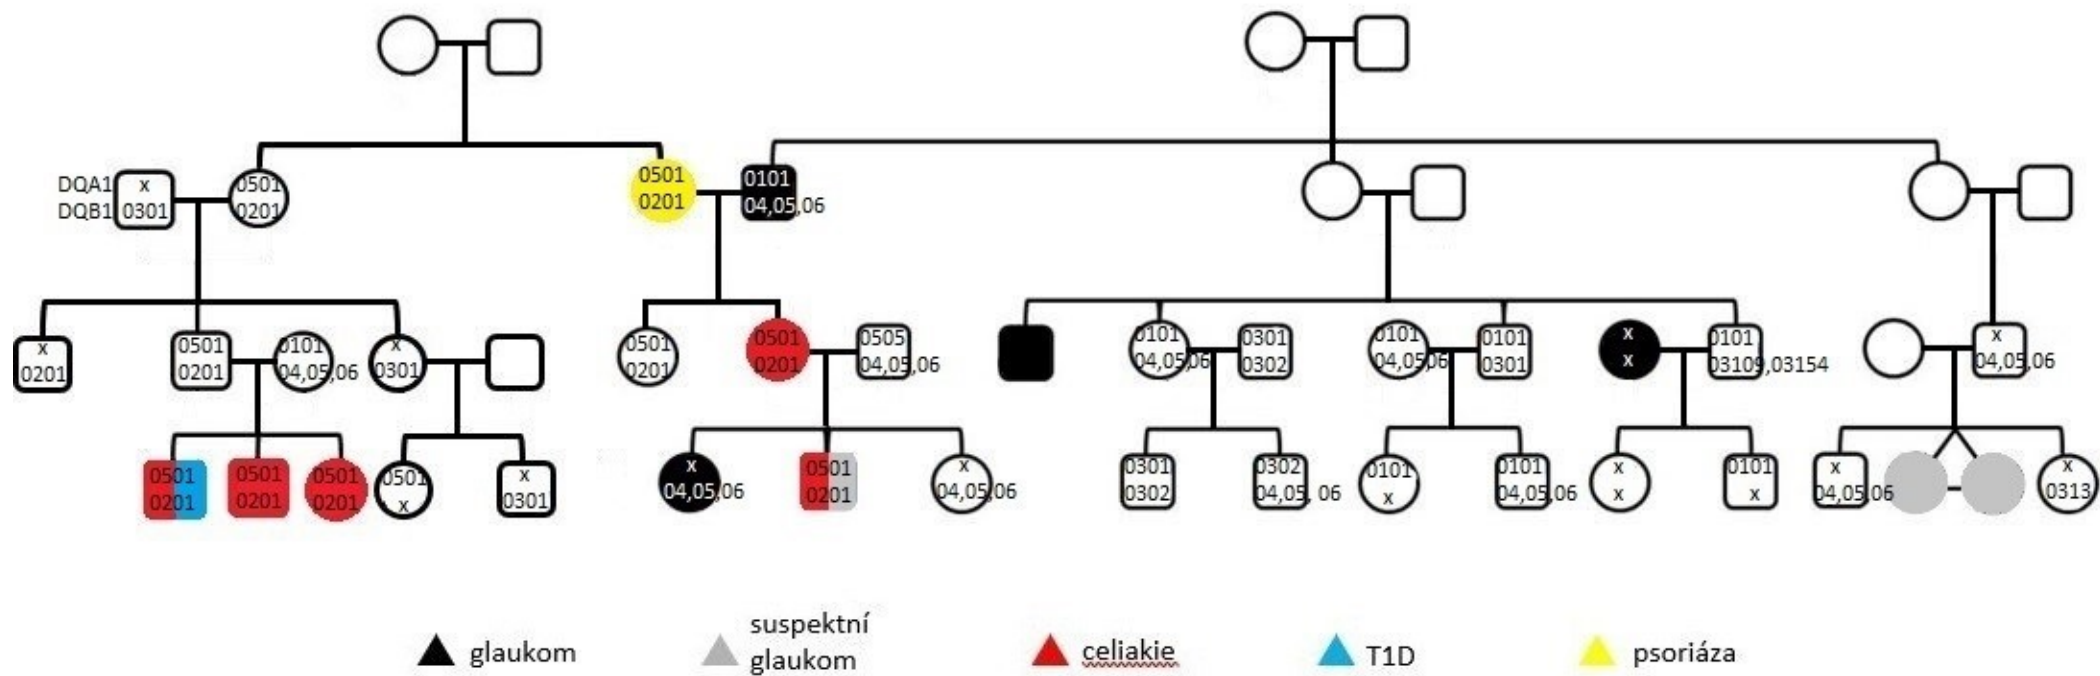 DQA1
DQB1
x
0301
0501
0201
0501
0201
0101
04,05,06
x
0201
0501
0201
0101
04,05,06
x
0301
0501
0201
0501
0201
0505
04,05,06
0101
04,05,06
0301
0302
0101
04,05,06
0101
0301
x
x
0101
03109,03154
x
04,05,06
0501
0201
0501
0201
0501
0201
0501
x
x
0301
x
04,05,06
0501
0201
x
04,05,06
0301
0302
0302
04,05, 06
0101
x
0101
04,05,06
x
x
0101
x
x
04,05,06
x
0313
glaukom
suspektní
glaukom
celiakie
T1D
psoriáza